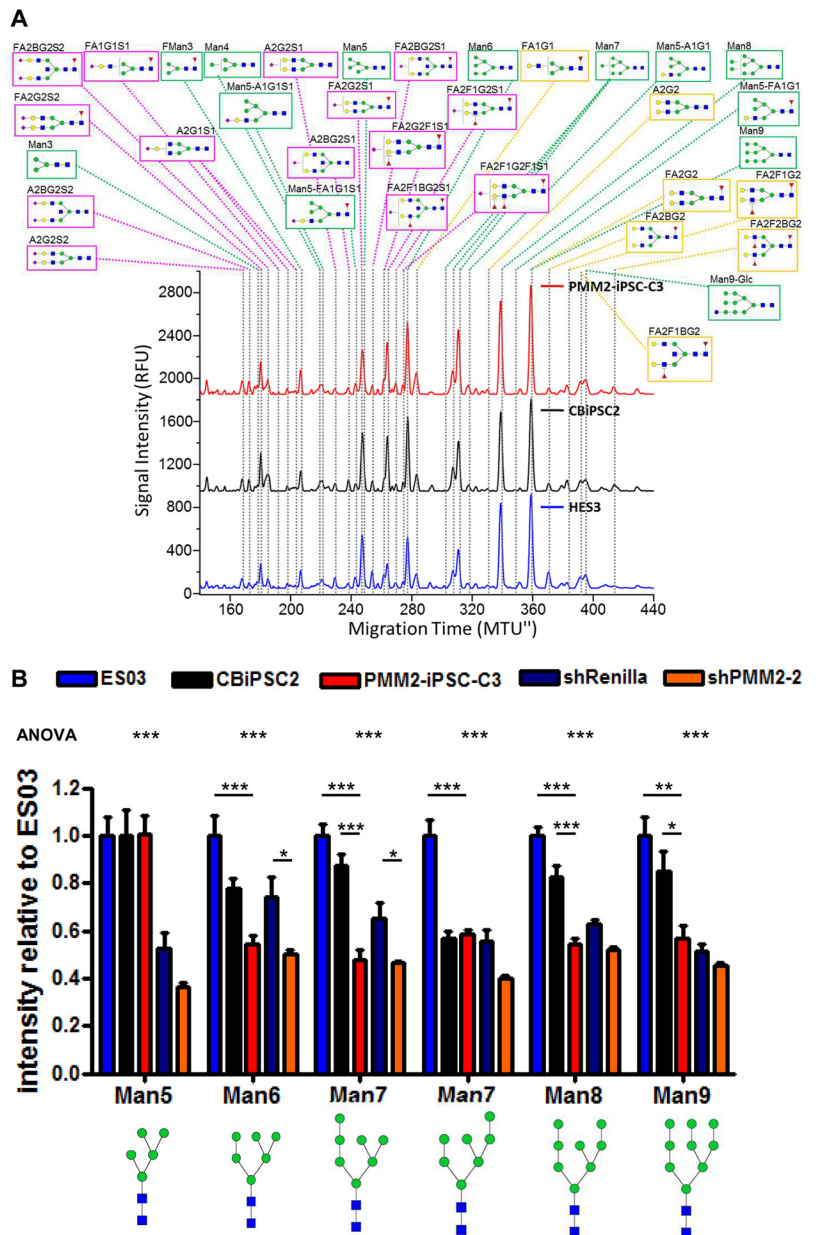 A
FA2BG2S2
FA1G1S1
FMan3
Man4
A2G2S1
Man5
FA2BG2S1
Man6
FA1G1
Man7
Man5-A1G1
Man8
FA2G2S2
Man5-A1G1S1
FA2G2S1
FA2F1G2S1
A2G2
Man5-FA1G1
A2G1S1
A2BG2S1
FA2G2F1S1
Man9
Man3
FA2F1G2F1S1
FA2G2
FA2F1G2
A2BG2S2
Man5-FA1G1S1
FA2F1BG2S1
FA2BG2
FA2F2BG2
A2G2S2
Man9-Glc
FA2F1BG2
PMM2-iPSC-C3
CBiPSC2
HES3
Signal Intensity (RFU)
2800
2400
2000
1600
1200
800
400
0
160 200 240 280 320 360 400 440
Migration Time (MTU'')
B
ES03 CBiPSC2 PMM2-iPSC-C3 shRenilla shPMM2-2
ANOVA *** *** *** *** *** ***
*** *** *** *** **
*** *** *
* *
intensity relative to ES03
1.2
1.0
0.8
0.6
0.4
0.2
0.0
Man5 Man6 Man7 Man7 Man8 Man9